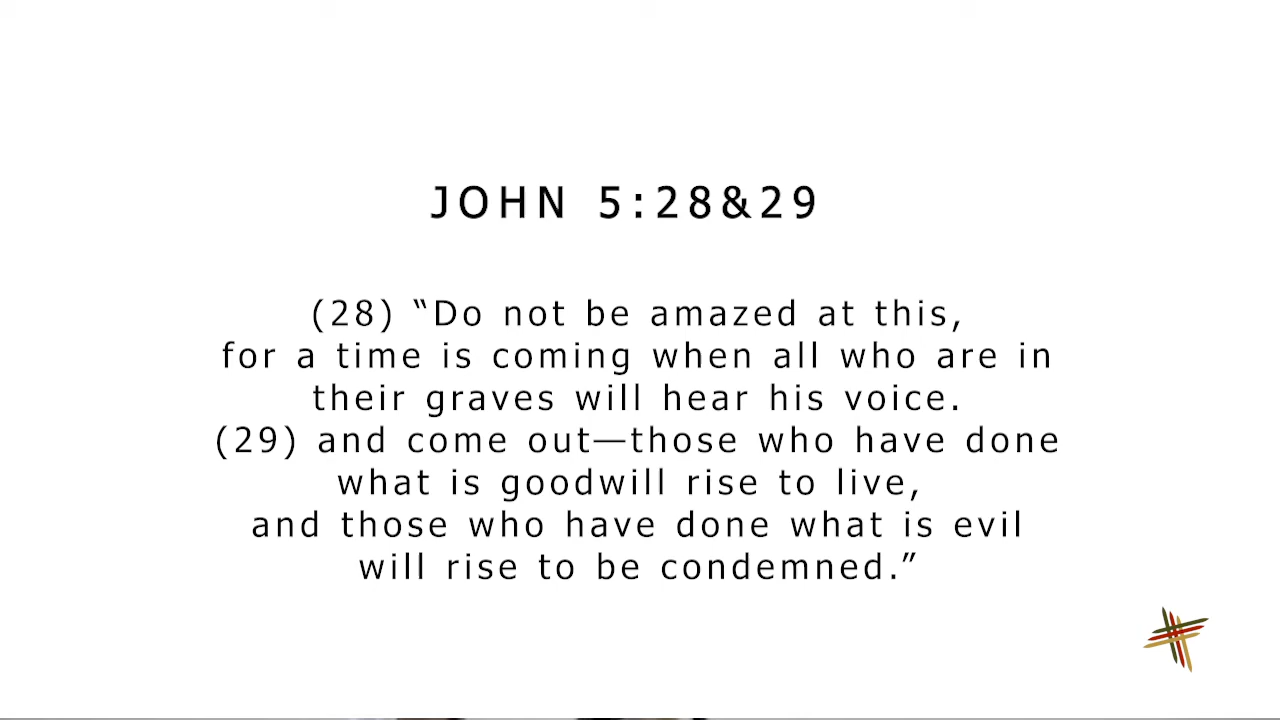 JOHN 5:28&29
(28) “Do not be amazed at this,
for a time is coming when all who are in
their graves will hear his voice.
(29) and come out—those who have done
what is goodwill rise to live,
and those who have done what is evil
will rise to be condemned.”